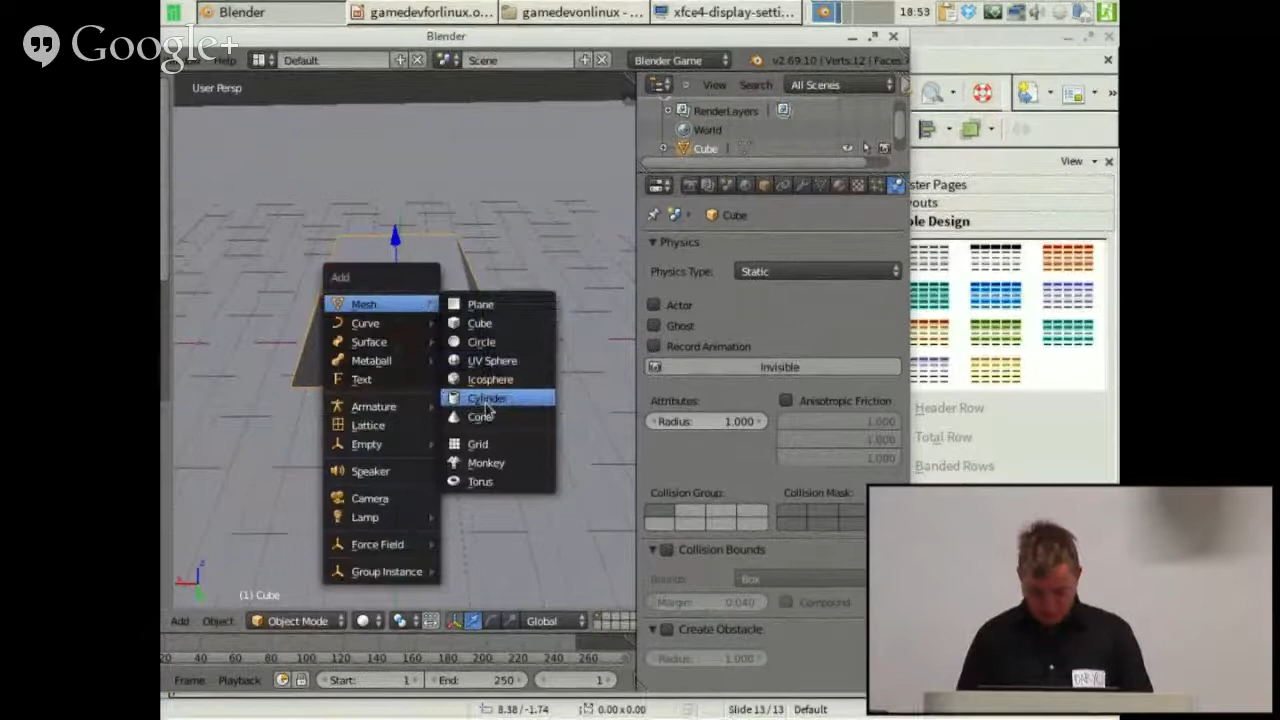 Google+
Blender
gamedevforlinux.o...
gamedevonlinux - ...
xfce4-display-setti...
18:53
Blender
Help
Default
Scene
Blender Game
v2.69.10 | Verts:12 | Faces:
User Persp
View
Search
All Scenes
RenderLayers
World
Cube
View
ster Pages
outs
ble Design
Cube
Physics
Physics Type:
Static
Actor
Ghost
Record Animation
Invisible
Attributes:
Anisotropic Friction
Radius: 1.000
1.000
1.000
1.000
Collision Group:
Collision Mask:
Collision Bounds
Bounds:
Box
Margin: 0.040
Compound
Create Obstacle
Radius: 1.000
Header Row
Total Row
Banded Rows
Add
Mesh
Curve
Surface
Metaball
Text
Armature
Lattice
Empty
Speaker
Camera
Lamp
Force Field
Group Instance
Plane
Cube
Circle
UV Sphere
Icosphere
Cylinder
Cone
Grid
Monkey
Torus
(1) Cube
Add
Object
Object Mode
Global
20 40 60 80 100 120 140 160 180 200 220 240 260
Frame
Playback
Start: 1
End: 250
1
8.38 / -1.74
0.00 x 0.00
Slide 13 / 13
Default